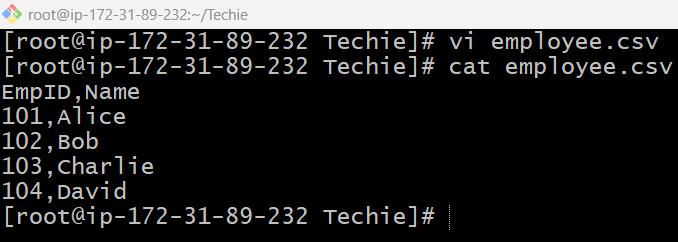 root@ip-172-31-89-232:~/Techie
[root@ip-172-31-89-232 Techie]# vi employee.csv
[root@ip-172-31-89-232 Techie]# cat employee.csv
EmpID,Name
101,Alice
102,Bob
103,Charlie
104,David
[root@ip-172-31-89-232 Techie]#